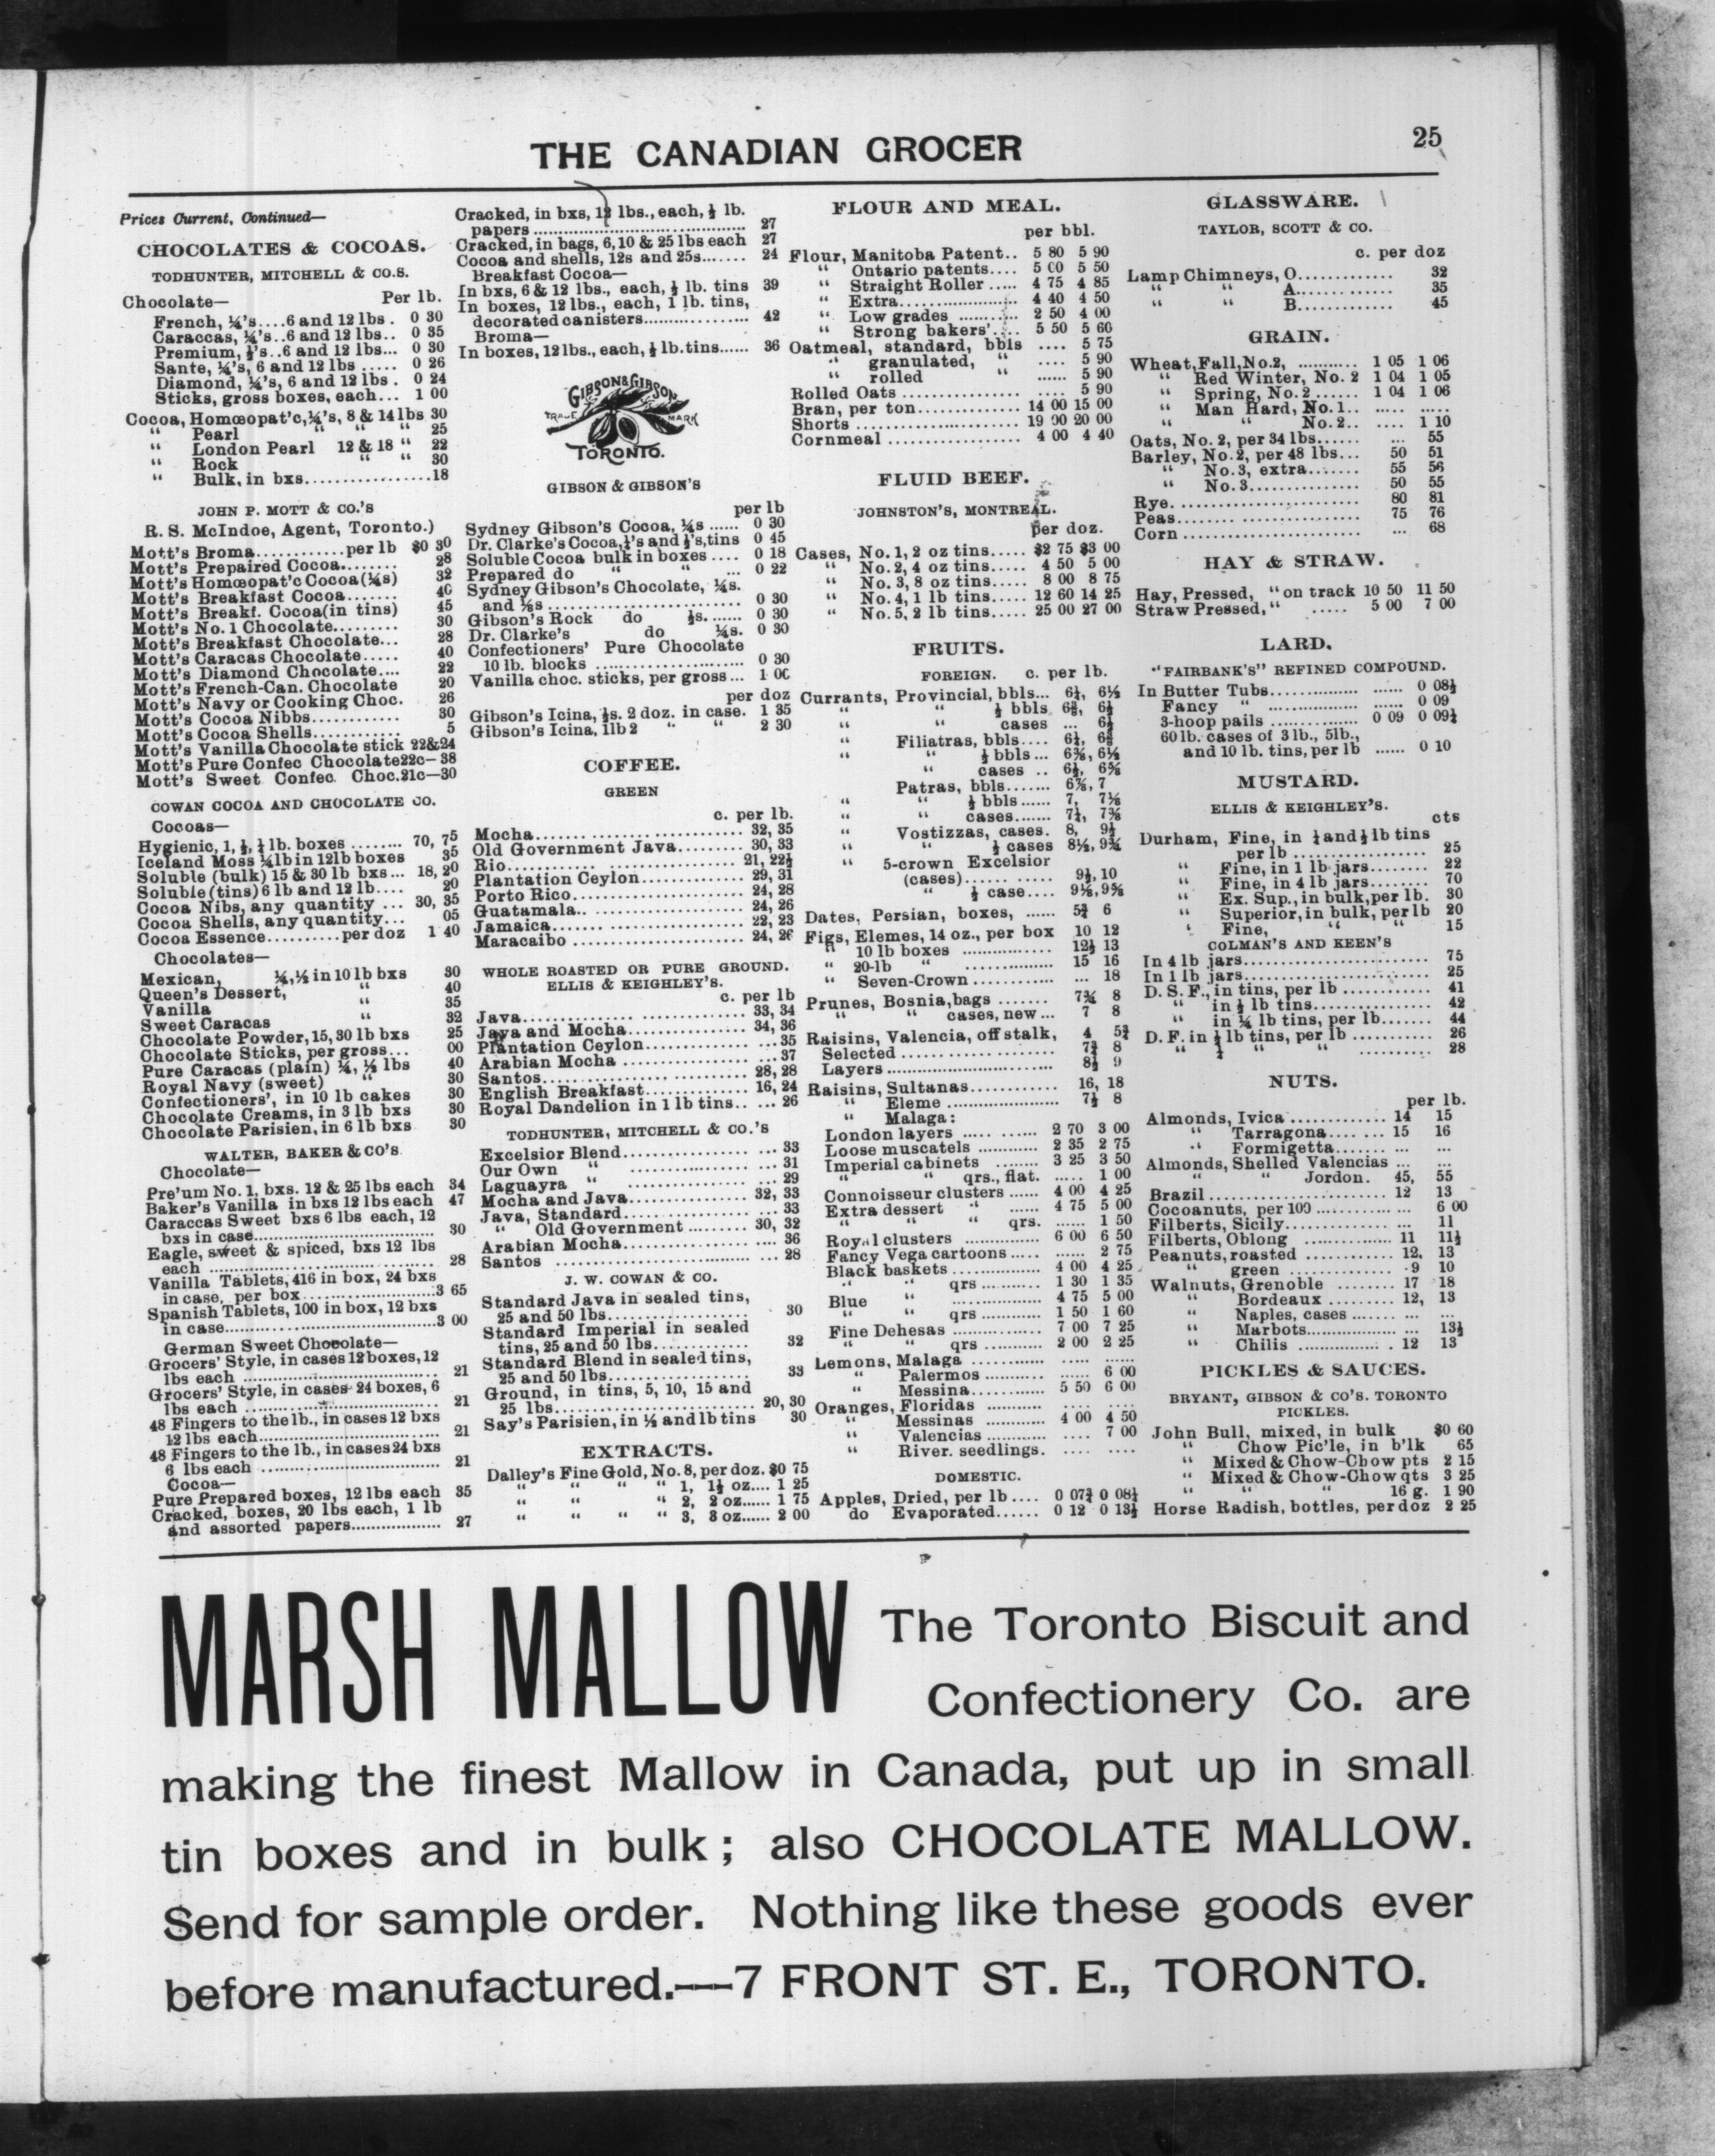 THE CANADIAN GROCER
25
Prices Current, Continued—
CHOCOLATES & COCOAS.
TODHUNTER, MITCHELL & CO.S.
Chocolate— Per lb.
French, ¼'s....6 and 12 lbs . 0 30
Caraccas, ¼'s..6 and 12 lbs.. 0 35
Premium, ½'s..6 and 12 lbs... 0 30
Sante, ¼'s, 6 and 12 lbs ..... 0 26
Diamond, ¼'s, 6 and 12 lbs . 0 24
Sticks, gross boxes, each... 1 00
Cocoa, Homœopat'c,¼'s, 8 & 14 lbs 30
" Pearl " " " 25
" London Pearl 12 & 18 " 22
" Rock " " 30
" Bulk, in bxs.................18
JOHN P. MOTT & CO.'S
R. S. McIndoe, Agent, Toronto.)
Mott's Broma............per lb $0 30
Mott's Prepaired Cocoa........ 28
Mott's Homœopat'c Cocoa(¼s) 32
Mott's Breakfast Cocoa........ 40
Mott's Breakf. Cocoa(in tins) 45
Mott's No. 1 Chocolate......... 30
Mott's Breakfast Chocolate... 28
Mott's Caracas Chocolate..... 40
Mott's Diamond Chocolate.... 22
Mott's French-Can. Chocolate 20
Mott's Navy or Cooking Choc. 26
Mott's Cocoa Nibbs............ 30
Mott's Cocoa Shells............ 5
Mott's Vanilla Chocolate stick 22&24
Mott's Pure Confec Chocolate22c—38
Mott's Sweet Confec. Choc.21c—30
COWAN COCOA AND CHOCOLATE CO.
Cocoas—
Hygienic, 1, ½, ¼ lb. boxes ........ 70, 75
Iceland Moss ¼lb in 12lb boxes 35
Soluble (bulk) 15 & 30 lb bxs... 18, 20
Soluble (tins) 6 lb and 12 lb.... 20
Cocoa Nibs, any quantity ... 30, 35
Cocoa Shells, any quantity... 05
Cocoa Essence..........per doz 1 40
Chocolates—
Mexican, ¼,½ in 10 lb bxs 30
Queen's Dessert, " 40
Vanilla " 35
Sweet Caracas " 32
Chocolate Powder, 15, 30 lb bxs 25
Chocolate Sticks, per gross... 00
Pure Caracas (plain) ¼, ½ lbs 40
Royal Navy (sweet) " 30
Confectioners', in 10 lb cakes 30
Chocolate Creams, in 3 lb bxs 30
Chocolate Parisien, in 6 lb bxs 30
WALTER, BAKER & CO'S
Chocolate—
Pre'um No. 1, bxs. 12 & 25 lbs each 34
Baker's Vanilla in bxs 12 lbs each 47
Caraccas Sweet bxs 6 lbs each, 12
bxs in case.................................... 30
Eagle, sweet & spiced, bxs 12 lbs
each .......................................... 28
Vanilla Tablets, 416 in box, 24 bxs
in case, per box..........................3 65
Spanish Tablets, 100 in box, 12 bxs
in case.........................................3 00
German Sweet Chocolate—
Grocers' Style, in cases 12 boxes, 12
lbs each ...................................... 21
Grocers' Style, in cases 24 boxes, 6
lbs each ...................................... 21
48 Fingers to the lb., in cases 12 bxs
12 lbs each................................... 21
48 Fingers to the lb., in cases 24 bxs
6 lbs each ................................... 21
Cocoa—
Pure Prepared boxes, 12 lbs each 35
Cracked, boxes, 20 lbs each, 1 lb
and assorted papers.................. 27
Cracked, in bxs, 12 lbs., each, ½ lb.
papers .......................................... 27
Cracked, in bags, 6, 10 & 25 lbs each 27
Cocoa and shells, 12s and 25s....... 24
Breakfast Cocoa—
In bxs, 6 & 12 lbs., each, ½ lb. tins 39
In boxes, 12 lbs., each, 1 lb. tins,
decorated canisters.................... 42
Broma—
In boxes, 12 lbs., each, ½ lb. tins...... 36
GIBSON & GIBSON
TRADE MARK
TORONTO.
GIBSON & GIBSON'S
per lb
Sydney Gibson's Cocoa, ¼s ...... 0 30
Dr. Clarke's Cocoa, ¼'s and ½'s, tins 0 45
Soluble Cocoa bulk in boxes .... 0 18
Prepared do " " ... 0 22
Sydney Gibson's Chocolate, ¼s.
and ⅛s............................ 0 30
Gibson's Rock do ½s. ...... 0 30
Dr. Clarke's do ¼s. 0 30
Confectioners' Pure Chocolate
10 lb. blocks ...................... 0 30
Vanilla choc. sticks, per gross... 1 00
per doz
Gibson's Icina, ½s. 2 doz. in case. 1 35
Gibson's Icina, 1lb 2 " " 2 30
COFFEE.
GREEN
c. per lb.
Mocha.............................. 32, 35
Old Government Java......... 30, 33
Rio................................. 21, 22½
Plantation Ceylon............... 29, 31
Porto Rico........................ 24, 28
Guatamala........................ 24, 26
Jamaica........................... 22, 23
Maracaibo ........................ 24, 26
WHOLE ROASTED OR PURE GROUND.
ELLIS & KEIGHLEY'S.
c. per lb
Java................................ 33, 34
Java and Mocha................. 34, 36
Plantation Ceylon.................. ...35
Arabian Mocha ..................... ...37
Santos.............................. 28, 28
English Breakfast................ 16, 24
Royal Dandelion in 1 lb tins.. ... 26
TODHUNTER, MITCHELL & CO.'S
Excelsior Blend..................... ... 33
Our Own " ..................... ... 31
Laguayra " ..................... ... 29
Mocha and Java................. 32, 33
Java, Standard..................... ... 33
" Old Government ......... 30, 32
Arabian Mocha...................... .... 36
Santos .............................. ... 28
J. W. COWAN & CO.
Standard Java in sealed tins,
25 and 50 lbs..................... 30
Standard Imperial in sealed
tins, 25 and 50 lbs.............. 32
Standard Blend in sealed tins,
25 and 50 lbs..................... 33
Ground, in tins, 5, 10, 15 and
25 lbs.............................. 20, 30
Say's Parisien, in ½ and 1b tins 30
EXTRACTS.
Dalley's Fine Gold, No. 8, per doz. $0 75
" " " " 1, 1½ oz.... 1 25
" " " " 2, 2 oz...... 1 75
" " " " 3, 3 oz...... 2 00
FLOUR AND MEAL.
per bbl.
Flour, Manitoba Patent.. 5 80 5 90
" Ontario patents.... 5 00 5 50
" Straight Roller ..... 4 75 4 85
" Extra.................... 4 40 4 50
" Low grades .......... 2 50 4 00
" Strong bakers'.... 5 50 5 60
Oatmeal, standard, bbls .... 5 75
" granulated, " .... 5 90
" rolled " ...... 5 90
Rolled Oats ................. .... 5 90
Bran, per ton.............. 14 00 15 00
Shorts ...................... 19 00 20 00
Cornmeal ................... 4 00 4 40
FLUID BEEF.
JOHNSTON'S, MONTREAL.
per doz.
Cases, No. 1, 2 oz tins..... $2 75 $3 00
" No. 2, 4 oz tins..... 4 50 5 00
" No. 3, 8 oz tins..... 8 00 8 75
" No. 4, 1 lb tins..... 12 60 14 25
" No. 5, 2 lb tins..... 25 00 27 00
FRUITS.
FOREIGN. c. per lb.
Currants, Provincial, bbls... 6¼, 6½
" " ½ bbls 6⅜, 6½
" " cases ... 6½
" Filiatras, bbls.... 6½, 6⅝
" " ½ bbls... 6⅜, 6½
" cases .. 6½, 6⅝
Patras, bbls....... 6⅞, 7
" " ½ bbls...... 7, 7⅛
" " cases....... 7¼, 7⅜
" Vostizzas, cases. 8, 9½
" " ½ cases 8½, 9¾
" 5-crown Excelsior
(cases)...... ..... 9½, 10
" ½ case.... 9⅛, 9⅝
Dates, Persian, boxes, ...... 5¾ 6
Figs, Elemes, 14 oz., per box 10 12
" 10 lb boxes ............... 12½ 13
" 20-lb " ............... 15 16
" Seven-Crown ............. ... 18
Prunes, Bosnia, bags ....... 7¾ 8
" " cases, new... 7 8
Raisins, Valencia, off stalk, 4 5¾
Selected ....................... 7¾ 8
Layers........................... 8½ 9
Raisins, Sultanas............ 16, 18
" Eleme .................... 7½ 8
" Malaga:
London layers ..... ...... 2 70 3 00
Loose muscatels ............ 2 35 2 75
Imperial cabinets ........ 3 25 3 50
" " qrs., flat. ..... 1 00
Connoisseur clusters ...... 4 00 4 25
Extra dessert " ...... 4 75 5 00
" " " qrs. ...... 1 50
Royal clusters .............. 6 00 6 50
Fancy Vega cartoons ..... ...... 2 75
Black baskets ............... 4 00 4 25
" " qrs ........... 1 30 1 35
Blue " ............... 4 75 5 00
" " qrs ........... 1 50 1 60
Fine Dehesas ............... 7 00 7 25
" " qrs ........... 2 00 2 25
Lemons, Malaga ............ ..... ......
" Palermos ........... ...... 6 00
" Messina............. 5 50 6 00
Oranges, Floridas ........... .... ....
" Messinas ............ 4 00 4 50
" Valencias ............ .... 7 00
" River. seedlings. .... ....
DOMESTIC.
Apples, Dried, per lb.... 0 07¾ 0 08½
do Evaporated...... 0 12 0 13½
GLASSWARE.
TAYLOR, SCOTT & CO.
c. per doz
Lamp Chimneys, O............. 32
" " A............. 35
" " B............. 45
GRAIN.
Wheat, Fall, No. 2, ........... 1 05 1 06
" Red Winter, No. 2 1 04 1 05
" Spring, No. 2 ...... 1 04 1 06
" Man Hard, No. 1.. ..... .....
" " No. 2.. ..... 1 10
Oats, No. 2, per 34 lbs...... ... 55
Barley, No. 2, per 48 lbs... 50 51
" No. 3, extra....... 55 56
" No. 3............... 50 55
Rye. .......................... 80 81
Peas........................... 75 76
Corn .......................... ... 68
HAY & STRAW.
Hay, Pressed, "on track 10 50 11 50
Straw Pressed, " ..... 5 00 7 00
LARD.
"FAIRBANK'S" REFINED COMPOUND.
In Butter Tubs............... ...... 0 08½
Fancy " ............... ...... 0 09
3-hoop pails ............... 0 09 0 09½
60 lb. cases of 3 lb., 5lb.,
and 10 lb. tins, per lb ...... 0 10
MUSTARD.
ELLIS & KEIGHLEY'S.
cts
Durham, Fine, in ¼ and ½ lb tins
per lb .................. 25
" Fine, in 1 lb jars........ 22
" Fine, in 4 lb jars........ 70
" Ex. Sup., in bulk, per lb. 30
" Superior, in bulk, per lb 20
" Fine, " " 15
COLMAN'S AND KEEN'S
In 4 lb jars............................ 75
In 1 lb jars............................ 25
D. S. F., in tins, per lb ............ 41
" in ½ lb tins.................. 42
" in ¼ lb tins, per lb....... 44
D. F. in ½ lb tins, per lb ............ 26
" ¼ " " .......... 28
NUTS.
per lb.
Almonds, Ivica ............. 14 15
" Tarragona.... ... 15 16
" Formigetta....... ... ...
Almonds, Shelled Valencias ... ...
" " Jordon. 45, 55
Brazil ...................... 12 13
Cocoanuts, per 100 ............ ... 6 00
Filberts, Sicily............... ... 11
Filberts, Oblong ............. 11 11½
Peanuts, roasted ............ 12, 13
" green .............. 9 10
Walnuts, Grenoble ........ 17 18
" Bordeaux ......... 12, 13
" Naples, cases ....... ... ...
" Marbots................. ... 13½
" Chilis ................ . 12 13
PICKLES & SAUCES.
BRYANT, GIBSON & CO'S. TORONTO
PICKLES.
John Bull, mixed, in bulk $0 60
" Chow Pic'le, in b'lk 65
" Mixed & Chow-Chow pts 2 15
" Mixed & Chow-Chow qts 3 25
" " " 16 g. 1 90
Horse Radish, bottles, per doz 2 25
MARSH MALLOW The Toronto Biscuit and
Confectionery Co. are
making the finest Mallow in Canada, put up in small
tin boxes and in bulk; also CHOCOLATE MALLOW.
Send for sample order. Nothing like these goods ever
before manufactured.—7 FRONT ST. E., TORONTO.